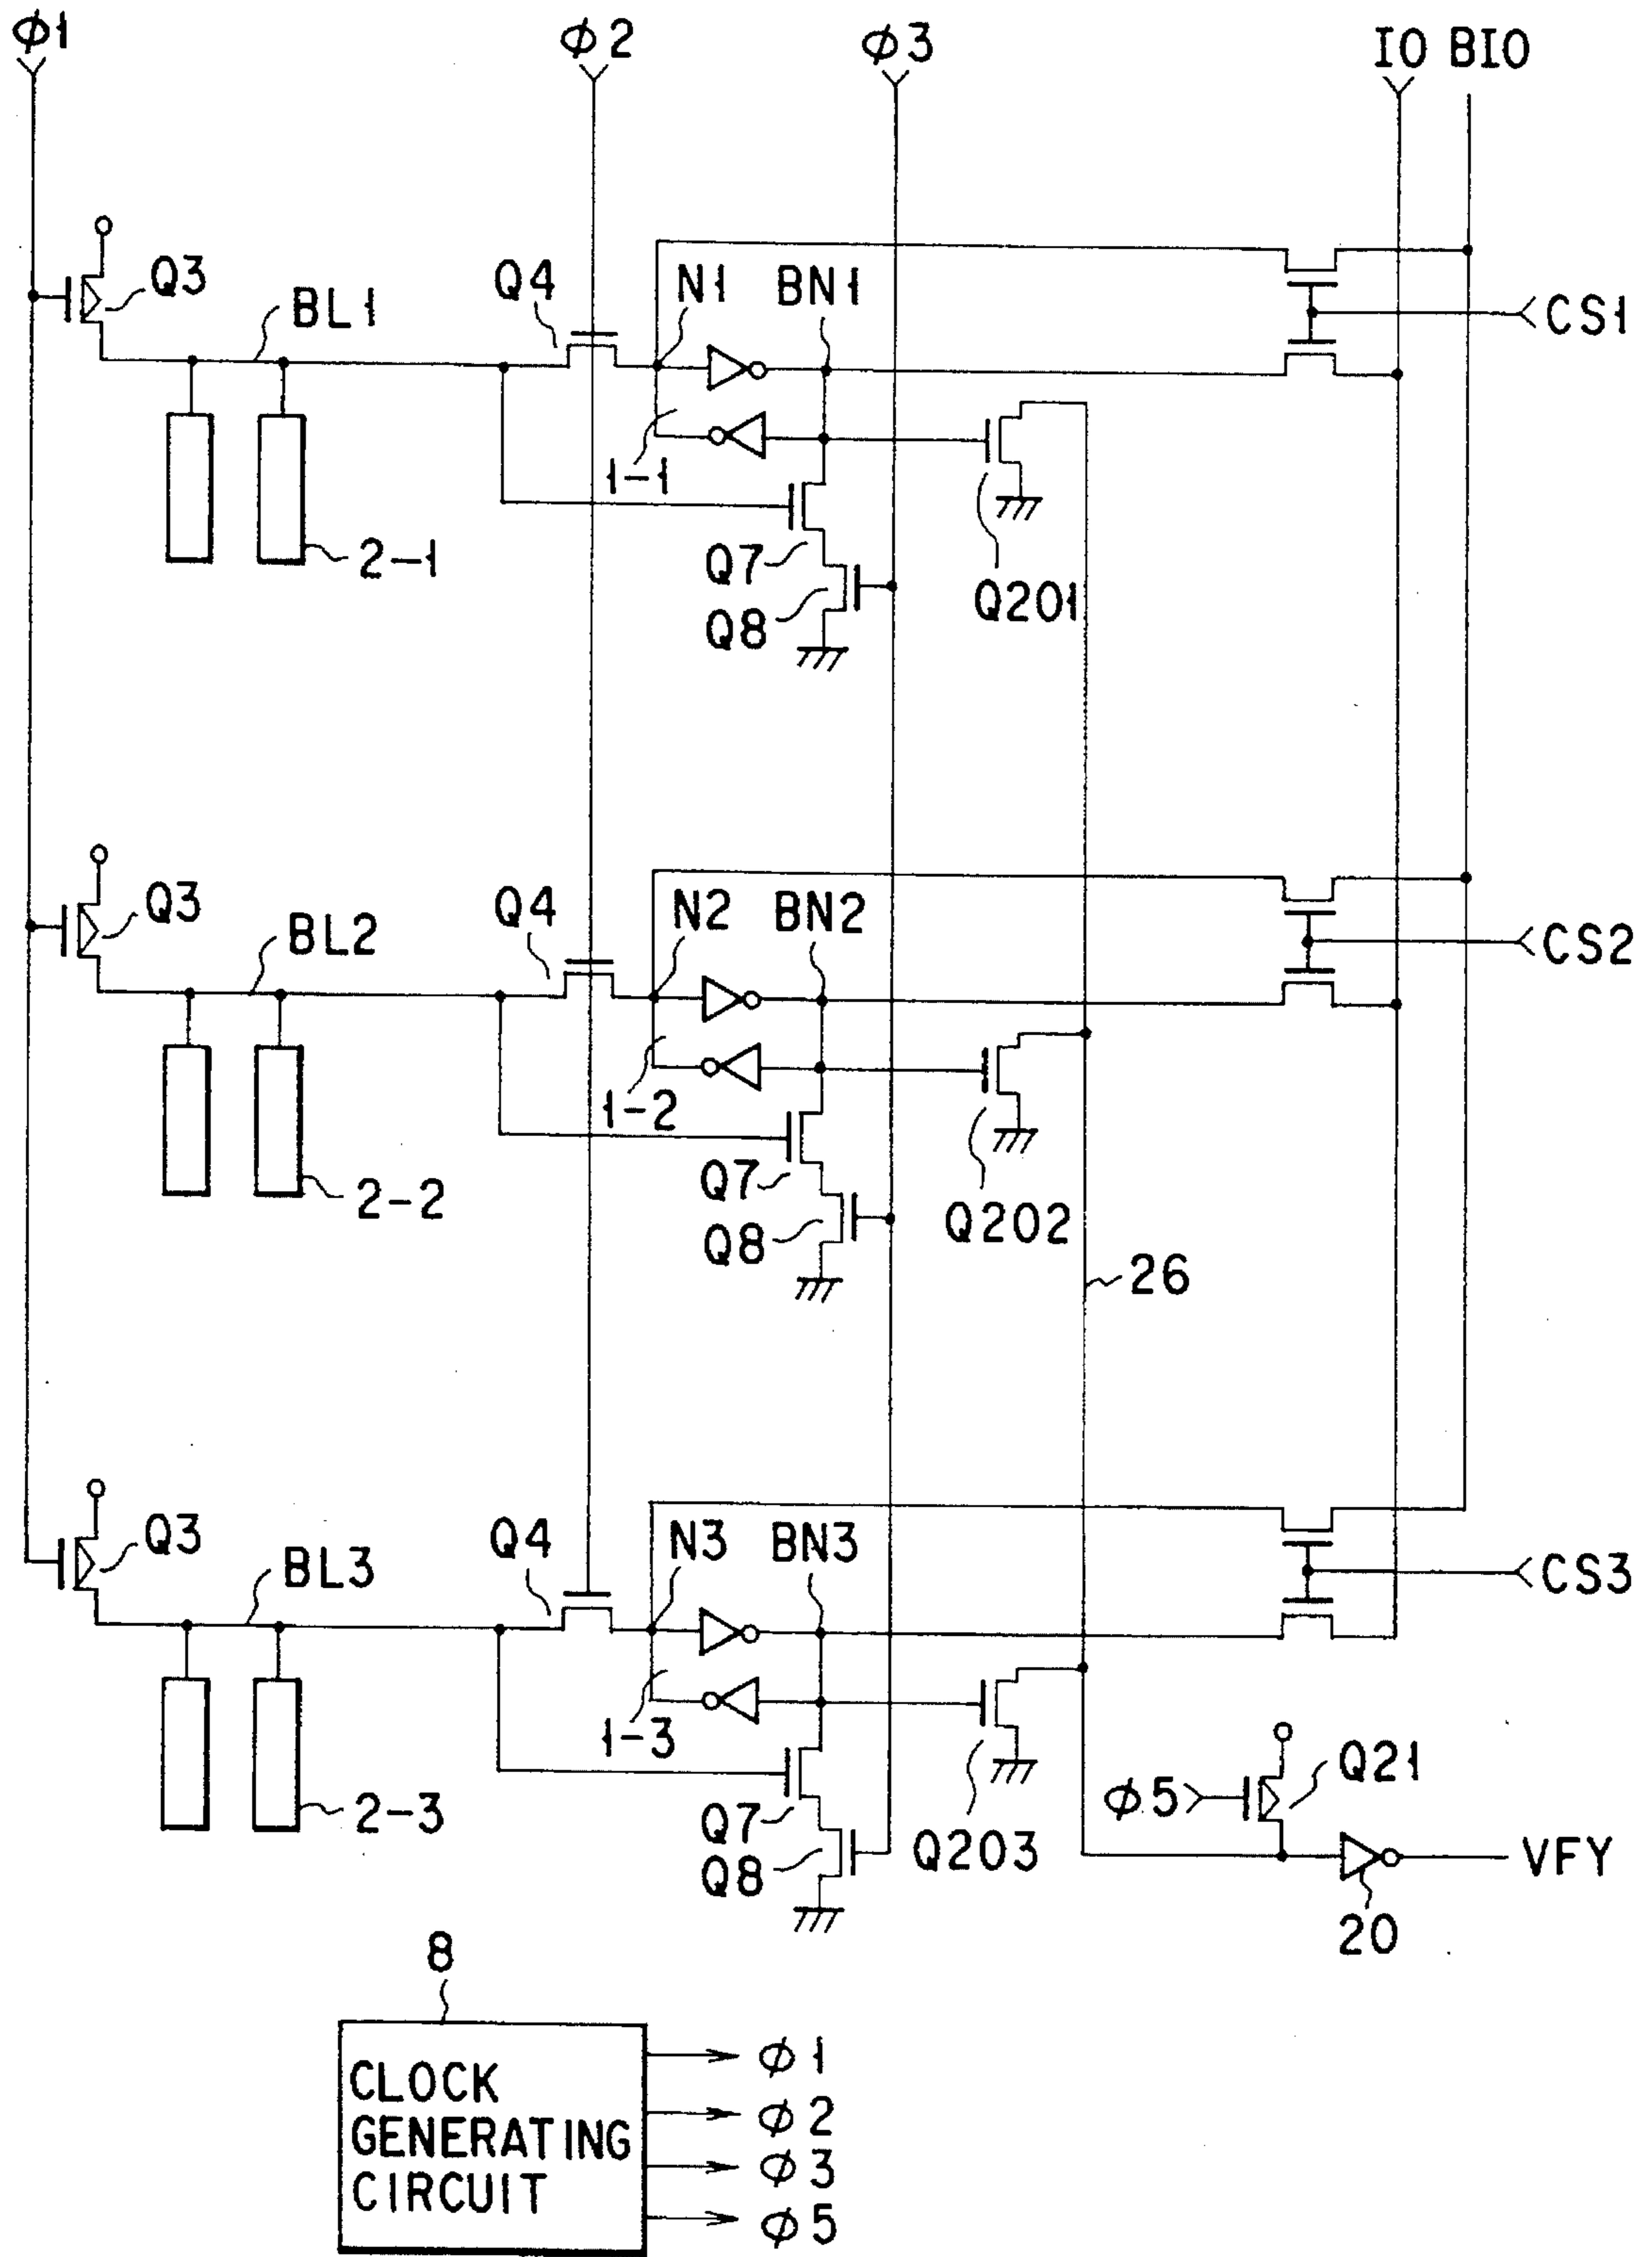 φ1 φ2 φ3 IO BIO
Q3 BL1 Q4 N1 BN1 CS1
1-1
2-1 Q7 Q201
Q8
Q3 BL2 Q4 N2 BN2 CS2
1-2
2-2 Q7 Q202
Q8
26
Q3 BL3 Q4 N3 BN3 CS3
1-3
2-3 Q7 Q203 φ5 Q21
Q8 VFY
20
8
CLOCK
GENERATING
CIRCUIT
φ1
φ2
φ3
φ5